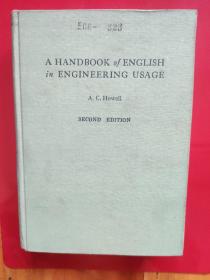 A HANDBOOK of ENGLISH
in ENGINEERING USAGE
A. C. Howell
SECOND EDITION